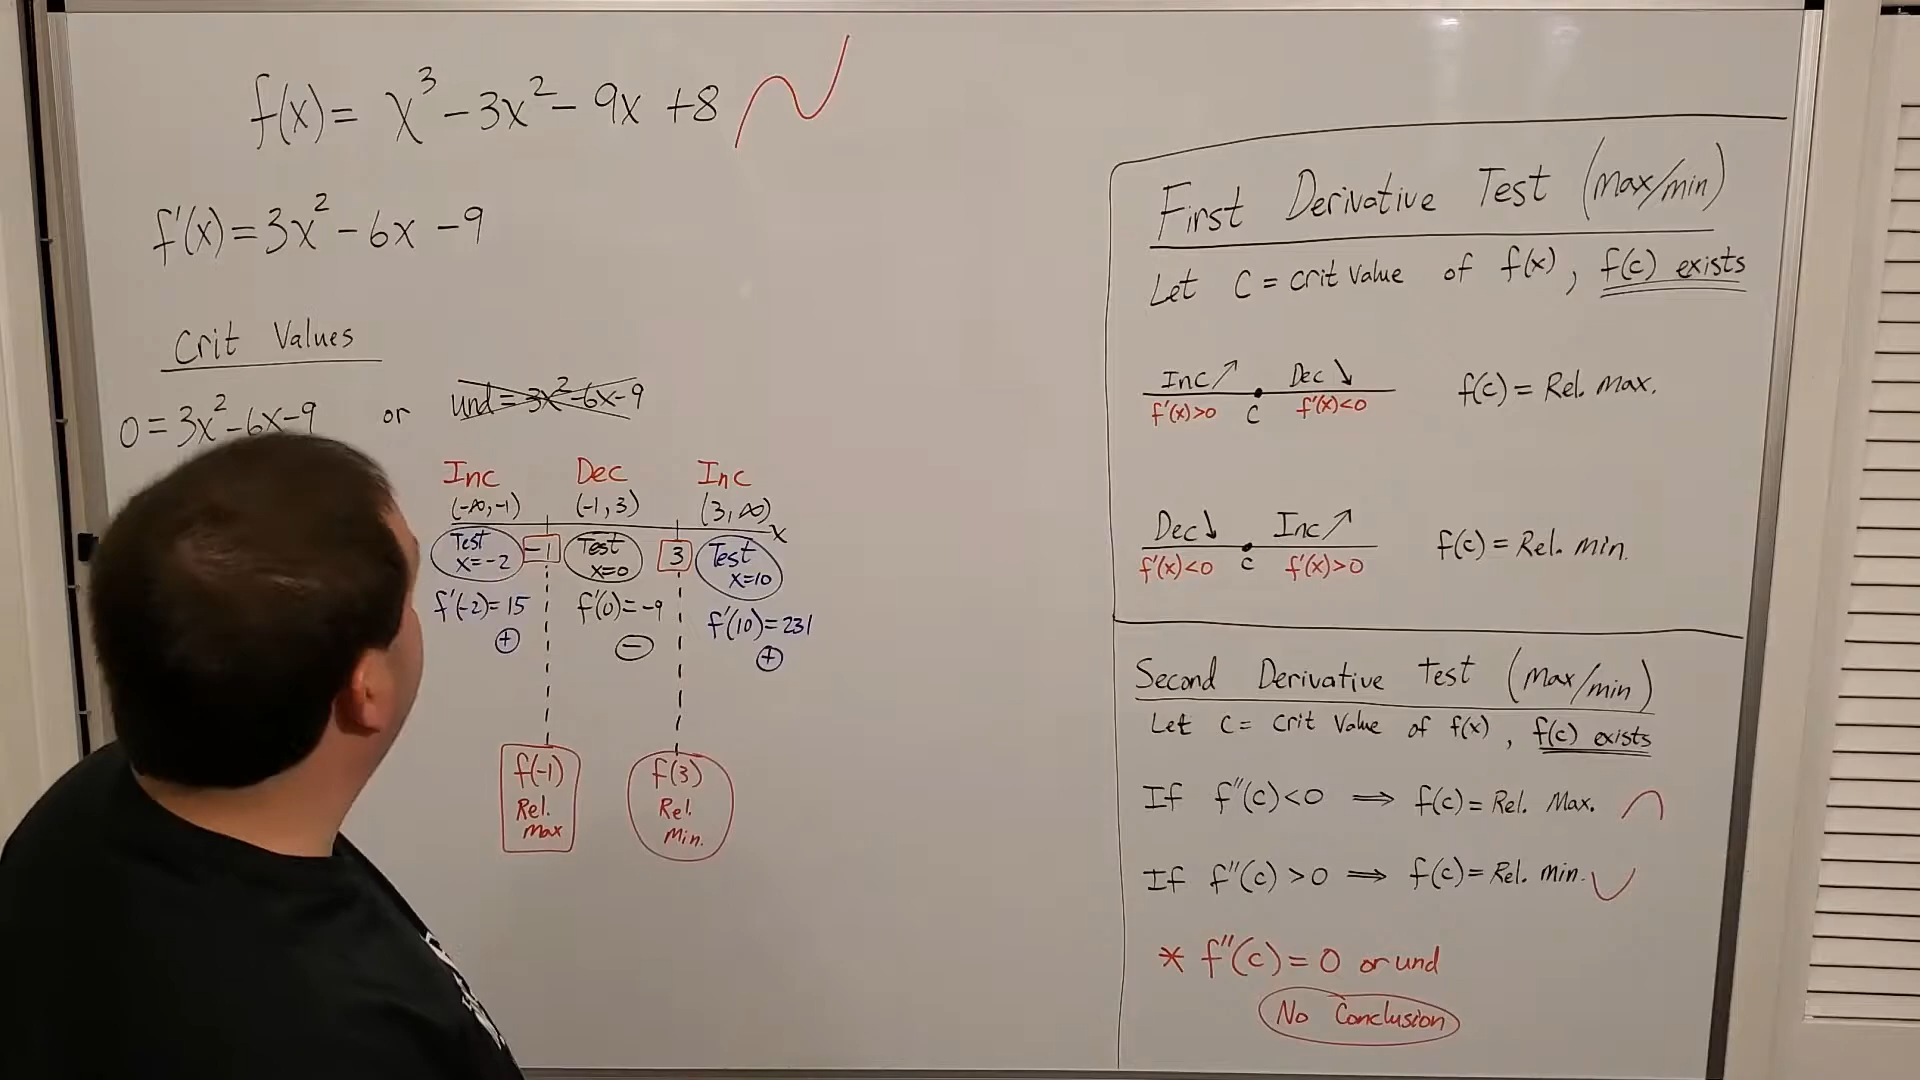 f(x) = x³ - 3x² - 9x + 8
f'(x) = 3x² - 6x - 9
Crit Values
0 = 3x² - 6x - 9 or und = 3x² - 6x - 9
Inc Dec Inc
(-∞, -1) (-1, 3) (3, ∞)
x
Test x=-2 -1 Test x=0 3 Test x=10
f'(-2) = 15 f'(0) = -9 f'(10) = 231
+ - +
f(-1) f(3)
Rel. Rel.
Max Min.
First Derivative Test (max/min)
Let C = crit value of f(x), f(c) exists
Inc↗ Dec↘ f(c) = Rel. max.
f'(x)>0 c f'(x)<0
Dec↘ Inc↗ f(c) = Rel. min.
f'(x)<0 c f'(x)>0
Second Derivative Test (max/min)
Let c = crit value of f(x), f(c) exists
If f''(c)<0 ⟹ f(c) = Rel. Max.
If f''(c)>0 ⟹ f(c) = Rel. min.
* f''(c) = 0 or und
No Conclusion